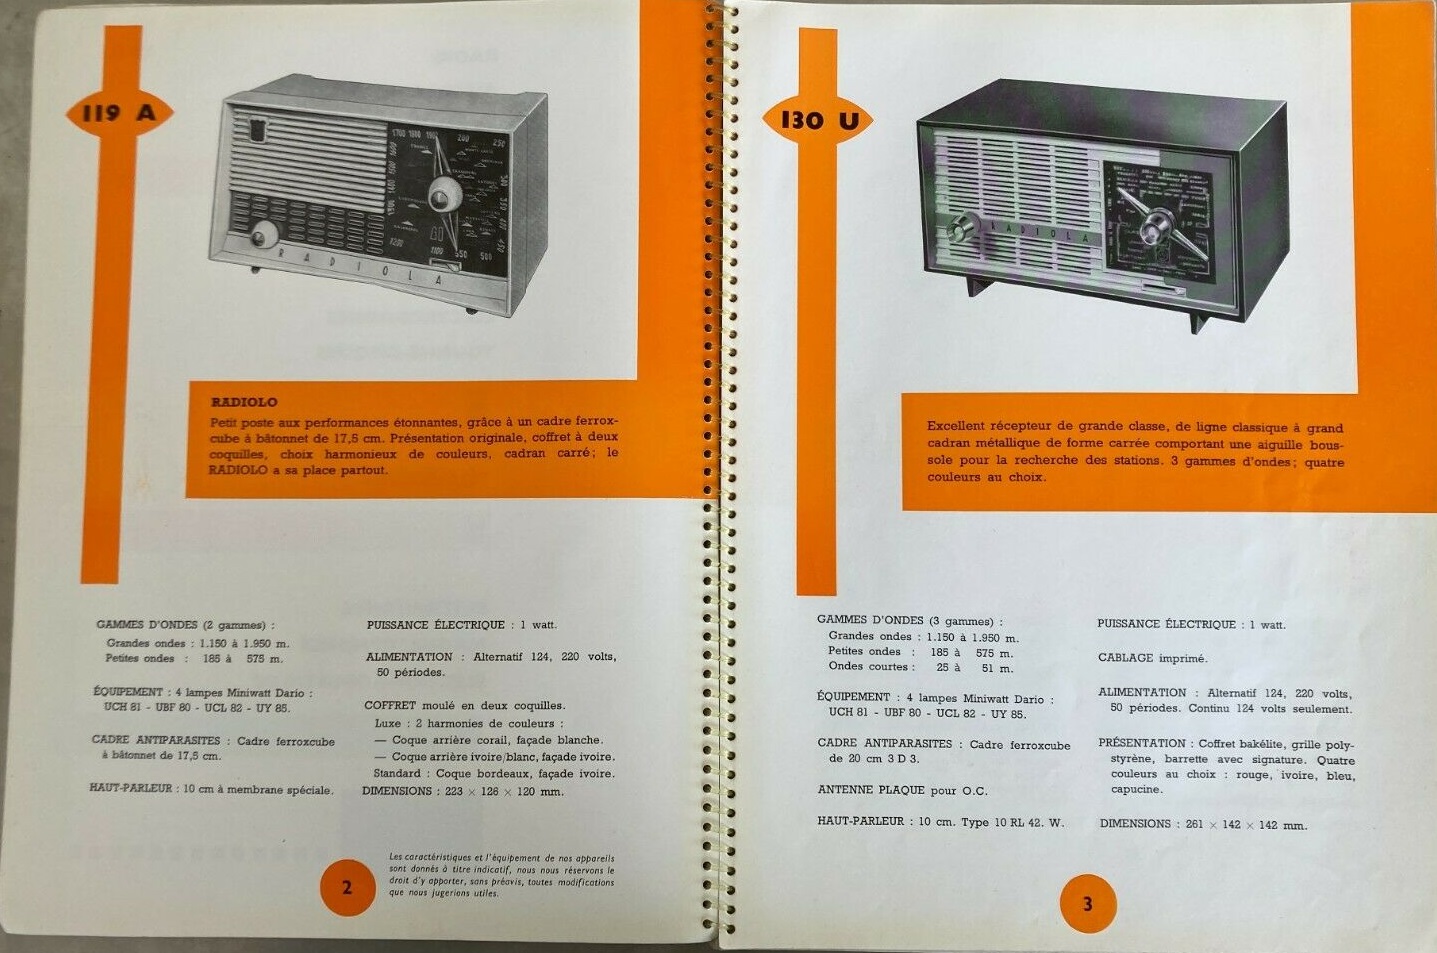 119 A
RADIOLA
RADIOLO
Petit poste aux performances étonnantes, grâce à un cadre ferrox-
cube à bâtonnet de 17,5 cm. Présentation originale, coffret à deux
coquilles, choix harmonieux de couleurs, cadran carré; le
RADIOLO a sa place partout.
GAMMES D'ONDES (2 gammes) :
Grandes ondes : 1.150 à 1.950 m.
Petites ondes : 185 à 575 m.
ÉQUIPEMENT : 4 lampes Miniwatt Dario :
UCH 81 - UBF 80 - UCL 82 - UY 85.
CADRE ANTIPARASITES : Cadre ferroxcube
à bâtonnet de 17,5 cm.
HAUT-PARLEUR : 10 cm à membrane spéciale.
PUISSANCE ÉLECTRIQUE : 1 watt.
ALIMENTATION : Alternatif 124, 220 volts,
50 périodes.
COFFRET moulé en deux coquilles.
Luxe : 2 harmonies de couleurs :
— Coque arrière corail, façade blanche.
— Coque arrière ivoire/blanc, façade ivoire.
Standard : Coque bordeaux, façade ivoire.
DIMENSIONS : 223 × 126 × 120 mm.
Les caractéristiques et l'équipement de nos appareils
sont donnés à titre indicatif, nous nous réservons le
droit d'y apporter, sans préavis, toutes modifications
que nous jugerions utiles.
2
130 U
RADIOLA
Excellent récepteur de grande classe, de ligne classique à grand
cadran métallique de forme carrée comportant une aiguille bous-
sole pour la recherche des stations. 3 gammes d'ondes; quatre
couleurs au choix.
GAMMES D'ONDES (3 gammes) :
Grandes ondes : 1.150 à 1.950 m.
Petites ondes : 185 à 575 m.
Ondes courtes : 25 à 51 m.
ÉQUIPEMENT : 4 lampes Miniwatt Dario :
UCH 81 - UBF 80 - UCL 82 - UY 85.
CADRE ANTIPARASITES : Cadre ferroxcube
de 20 cm 3 D 3.
ANTENNE PLAQUE pour O.C.
HAUT-PARLEUR : 10 cm. Type 10 RL 42. W.
PUISSANCE ÉLECTRIQUE : 1 watt.
CABLAGE imprimé.
ALIMENTATION : Alternatif 124, 220 volts,
50 périodes. Continu 124 volts seulement.
PRÉSENTATION : Coffret bakélite, grille poly-
styrène, barrette avec signature. Quatre
couleurs au choix : rouge, ivoire, bleu,
capucine.
DIMENSIONS : 261 × 142 × 142 mm.
3